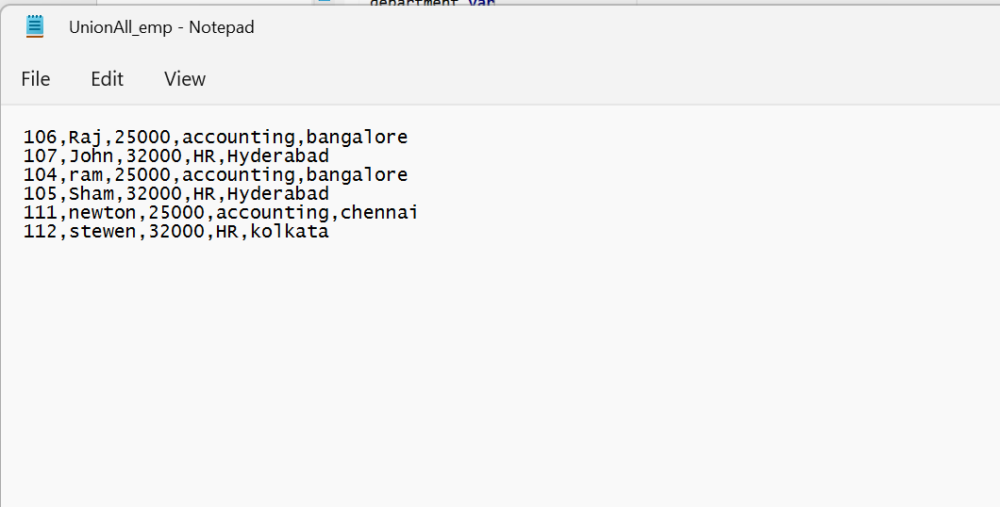 department var
UnionAll_emp - Notepad
File Edit View
106,Raj,25000,accounting,bangalore
107,John,32000,HR,Hyderabad
104,ram,25000,accounting,bangalore
105,Sham,32000,HR,Hyderabad
111,newton,25000,accounting,chennai
112,stewen,32000,HR,kolkata